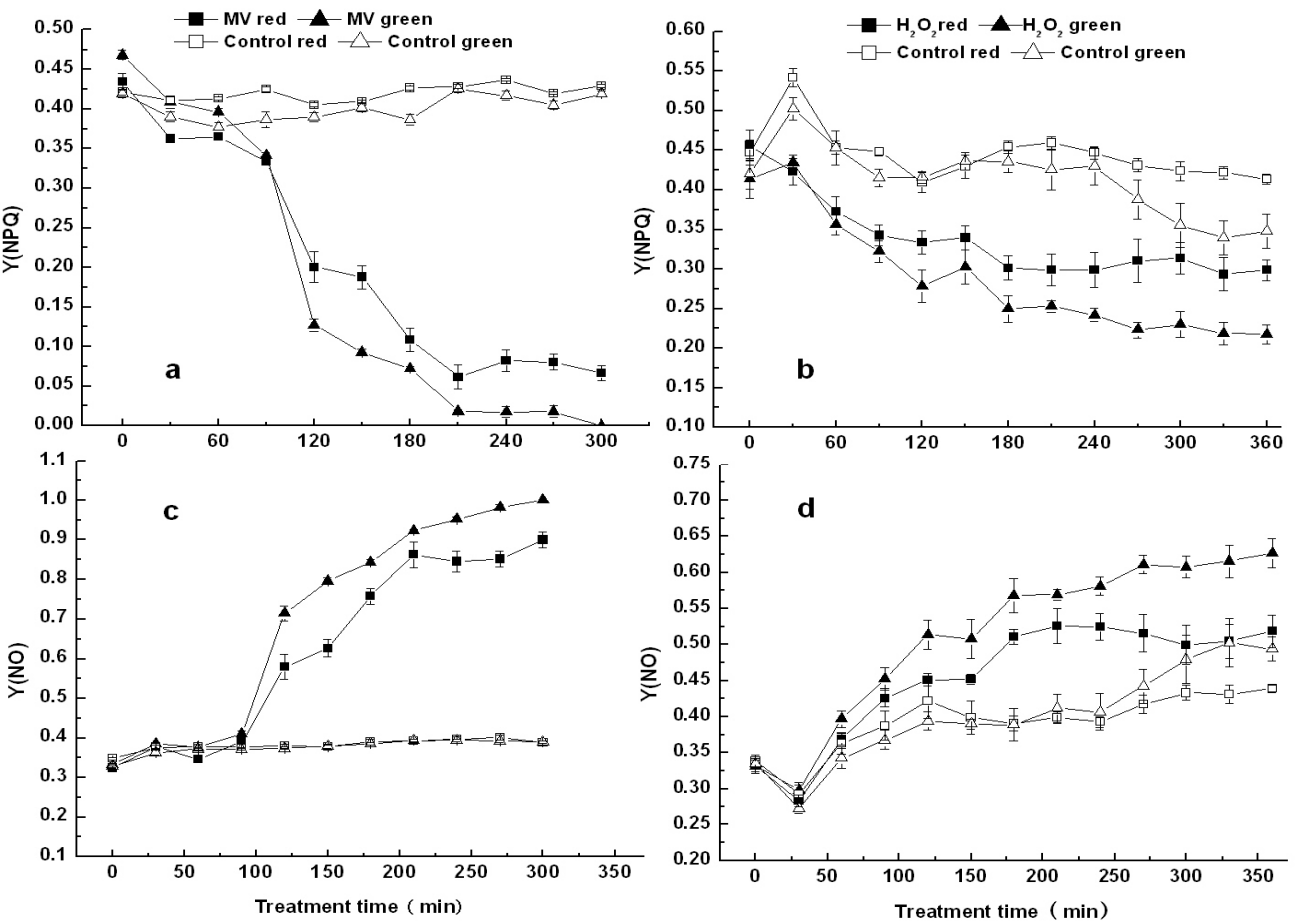 a
MV red MV green
Control red Control green
Y(NPQ)
0.50
0.45
0.40
0.35
0.30
0.25
0.20
0.15
0.10
0.05
0.00
0 60 120 180 240 300
b
H2O2red H2O2 green
Control red Control green
Y(NPQ)
0.60
0.55
0.50
0.45
0.40
0.35
0.30
0.25
0.20
0.15
0.10
0 60 120 180 240 300 360
c
Y(NO)
1.1
1.0
0.9
0.8
0.7
0.6
0.5
0.4
0.3
0.2
0.1
0 50 100 150 200 250 300 350
Treatment time ( min)
d
Y(NO)
0.75
0.70
0.65
0.60
0.55
0.50
0.45
0.40
0.35
0.30
0.25
0.20
0 50 100 150 200 250 300 350
Treatment time ( min )